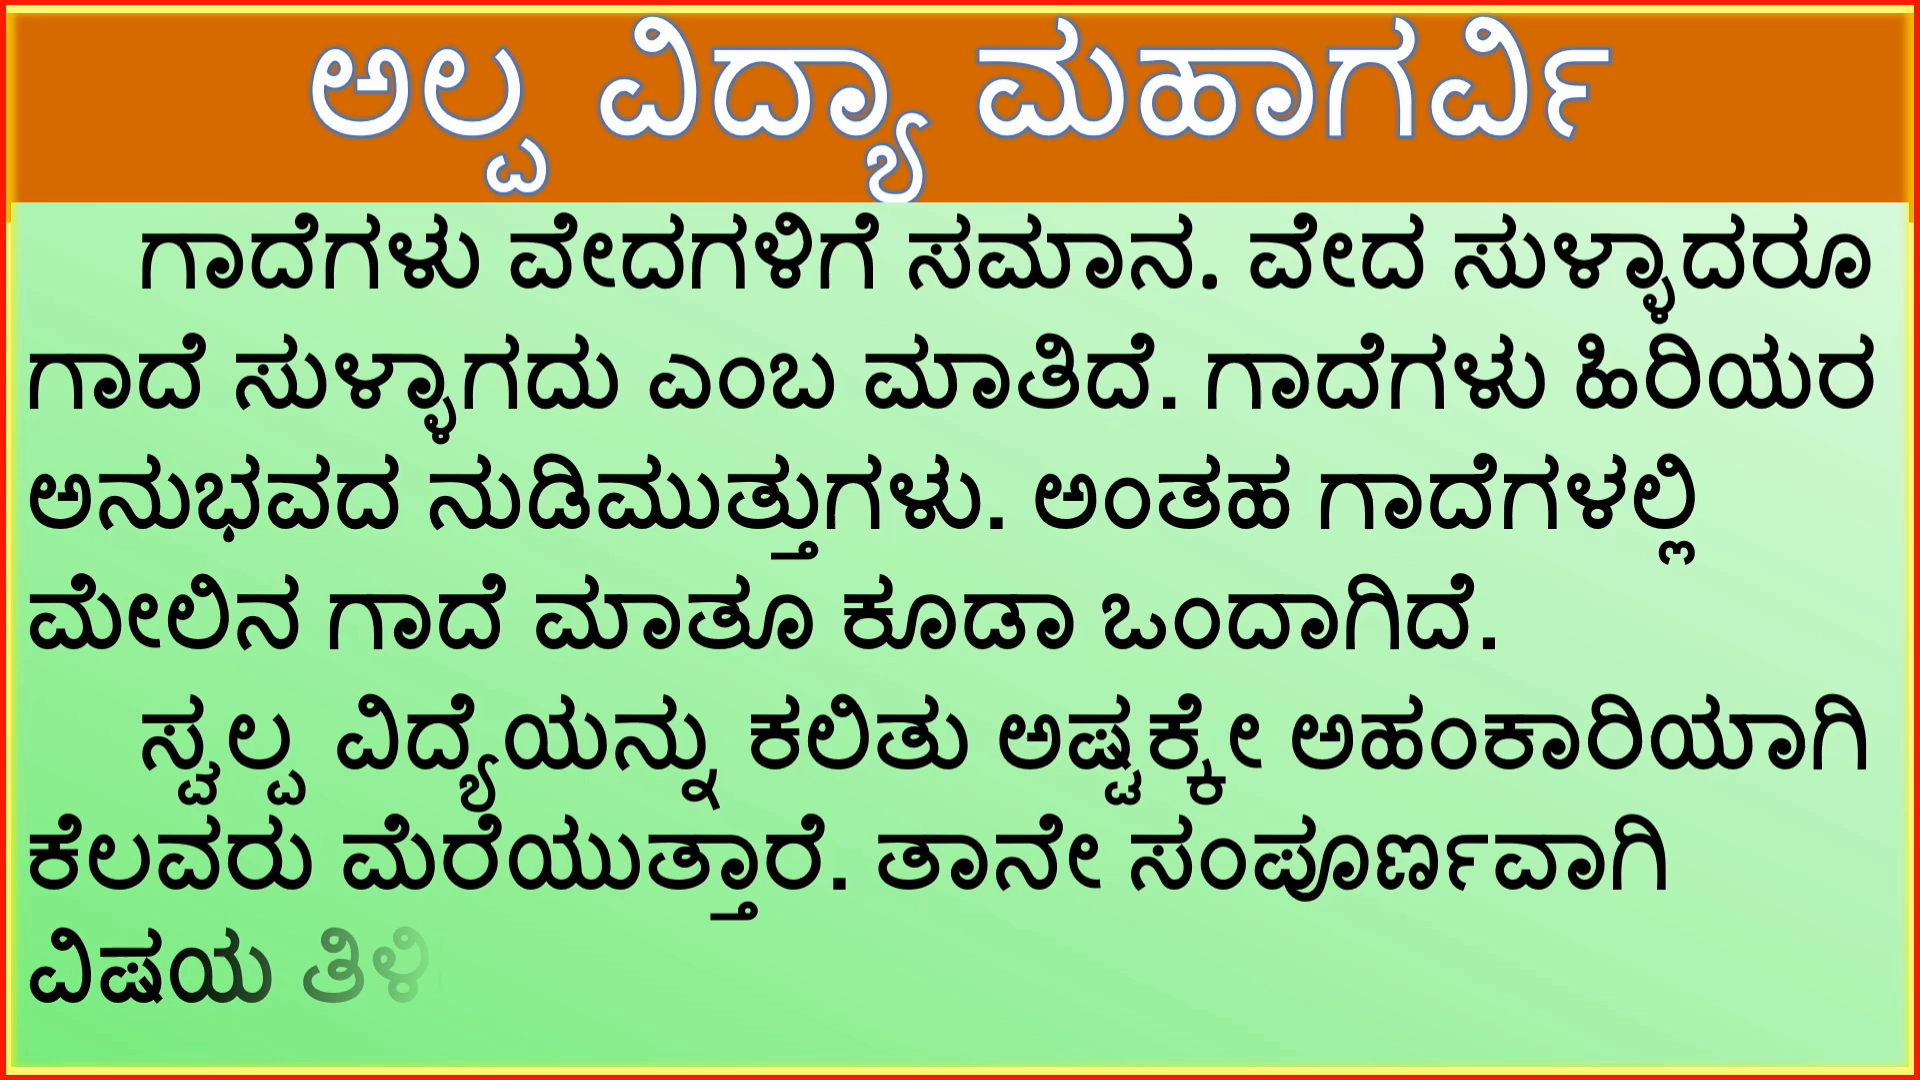 ಅಲ್ಪ ವಿದ್ಯಾ ಮಹಾಗರ್ವಿ
ಗಾದೆಗಳು ವೇದಗಳಿಗೆ ಸಮಾನ. ವೇದ ಸುಳ್ಳಾದರೂ
ಗಾದೆ ಸುಳ್ಳಾಗದು ಎಂಬ ಮಾತಿದೆ. ಗಾದೆಗಳು ಹಿರಿಯರ
ಅನುಭವದ ನುಡಿಮುತ್ತುಗಳು. ಅಂತಹ ಗಾದೆಗಳಲ್ಲಿ
ಮೇಲಿನ ಗಾದೆ ಮಾತೂ ಕೂಡಾ ಒಂದಾಗಿದೆ.
ಸ್ವಲ್ಪ ವಿದ್ಯೆಯನ್ನು ಕಲಿತು ಅಷ್ಟಕ್ಕೇ ಅಹಂಕಾರಿಯಾಗಿ
ಕೆಲವರು ಮೆರೆಯುತ್ತಾರೆ. ತಾನೇ ಸಂಪೂರ್ಣವಾಗಿ
ವಿಷಯ ತಿಳಿ